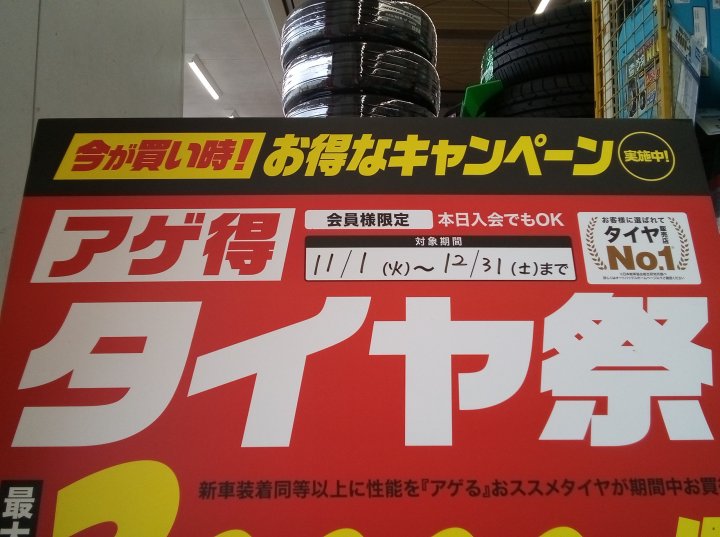 今が買い時! お得なキャンペーン 実施中!
アゲ得 会員様限定 本日入会でもOK
対象期間
11/1(火)〜12/31(土)まで
お客様に選ばれて
タイヤ販売店
No1
タイヤ祭
新車装着同等以上に性能を『アゲる』おススメタイヤが期間中お買
最大